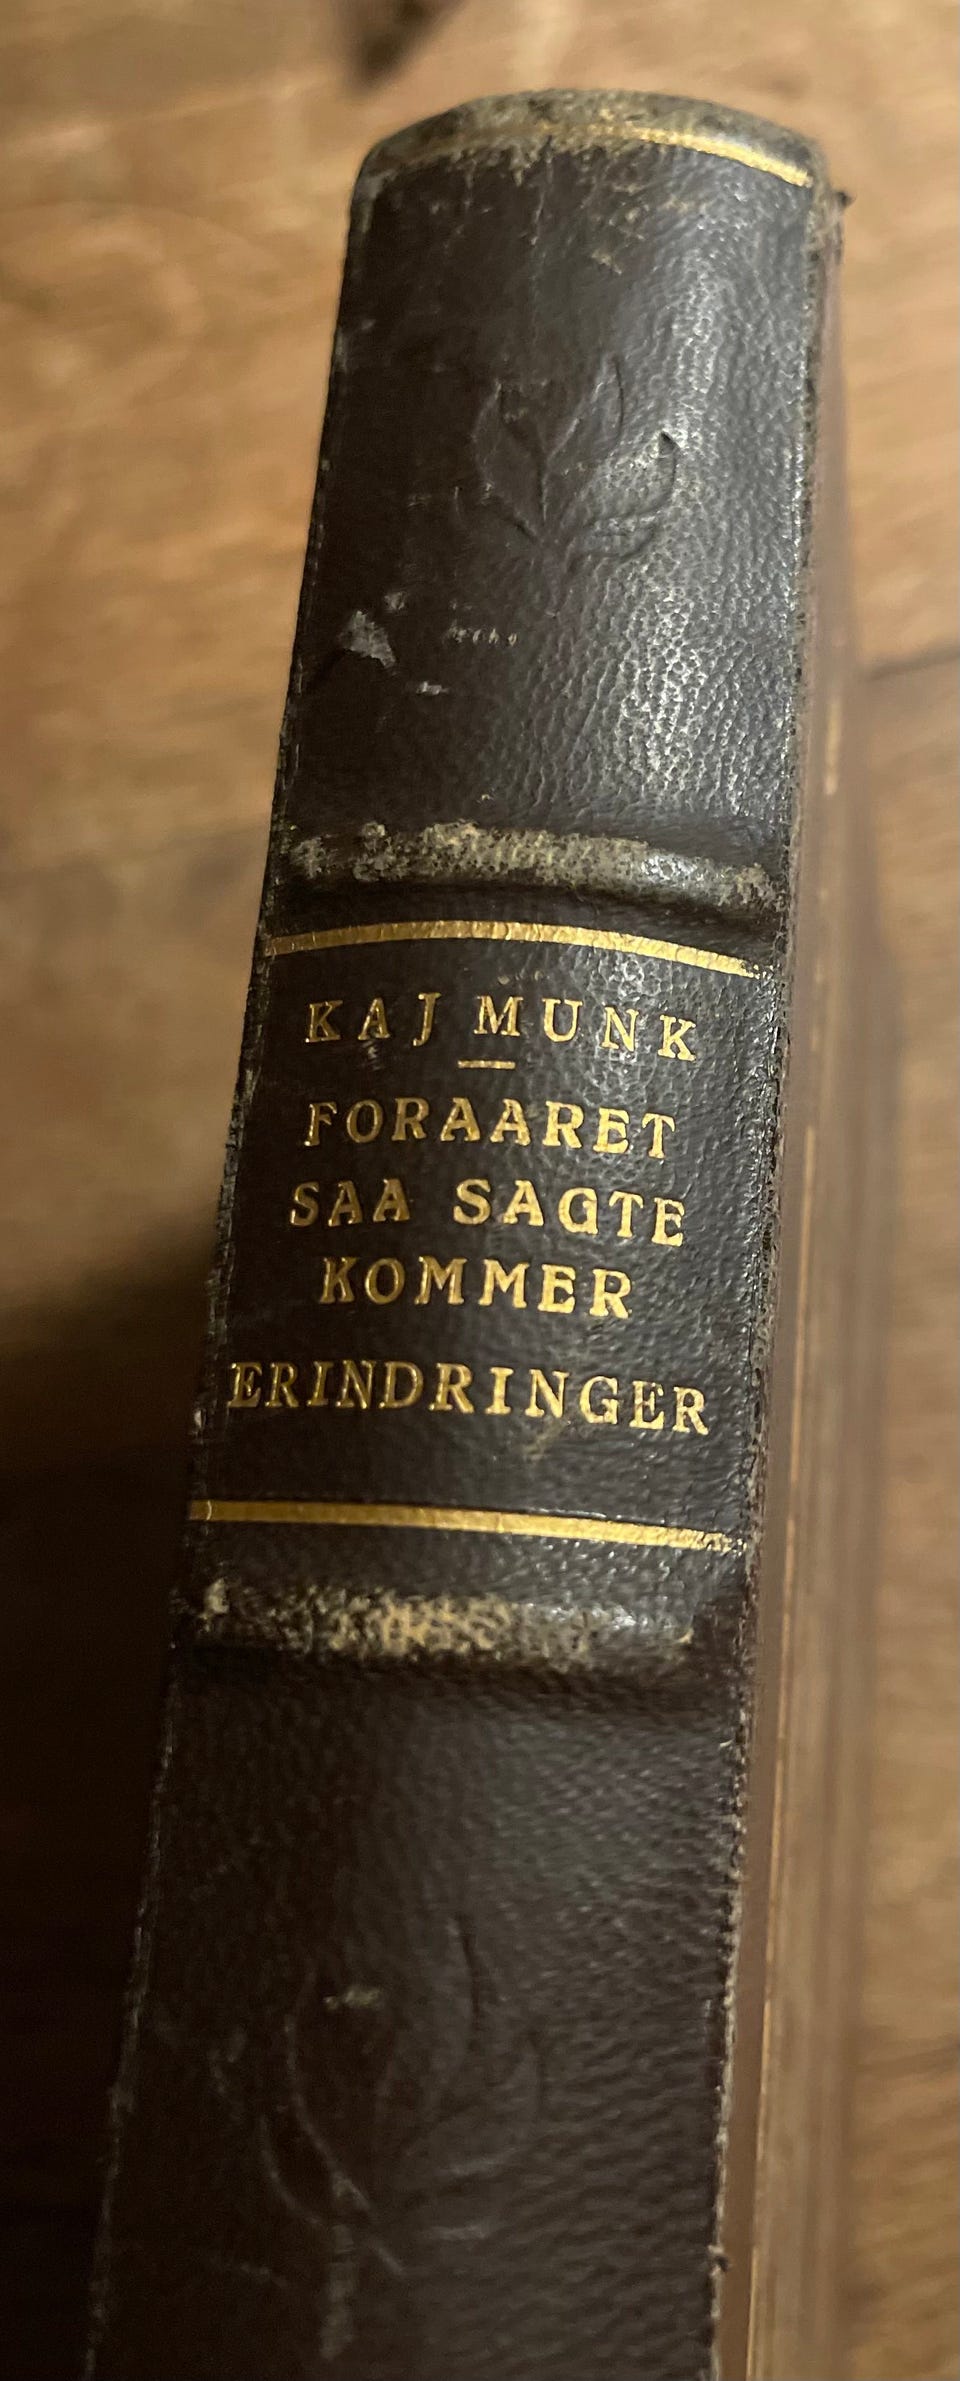 KAJ MUNK
FORAARET
SAA SAGTE
KOMMER
ERINDRINGER